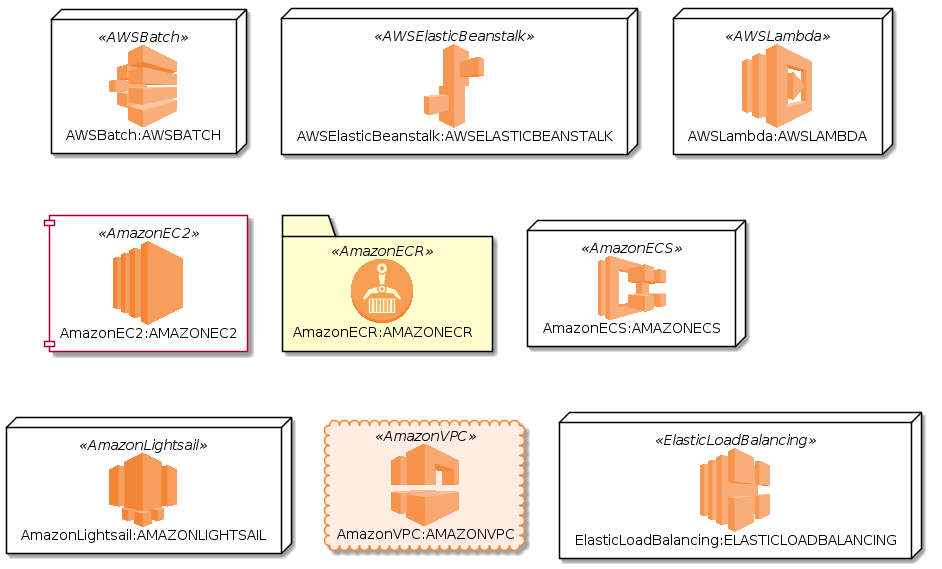 «AWSBatch»
AWSBatch:AWSBATCH
«AWSElasticBeanstalk»
AWSElasticBeanstalk:AWSELASTICBEANSTALK
«AWSLambda»
AWSLambda:AWSLAMBDA
«AmazonEC2»
AmazonEC2:AMAZONEC2
«AmazonECR»
AmazonECR:AMAZONECR
«AmazonECS»
AmazonECS:AMAZONECS
«AmazonLightsail»
AmazonLightsail:AMAZONLIGHTSAIL
«AmazonVPC»
AmazonVPC:AMAZONVPC
«ElasticLoadBalancing»
ElasticLoadBalancing:ELASTICLOADBALANCING